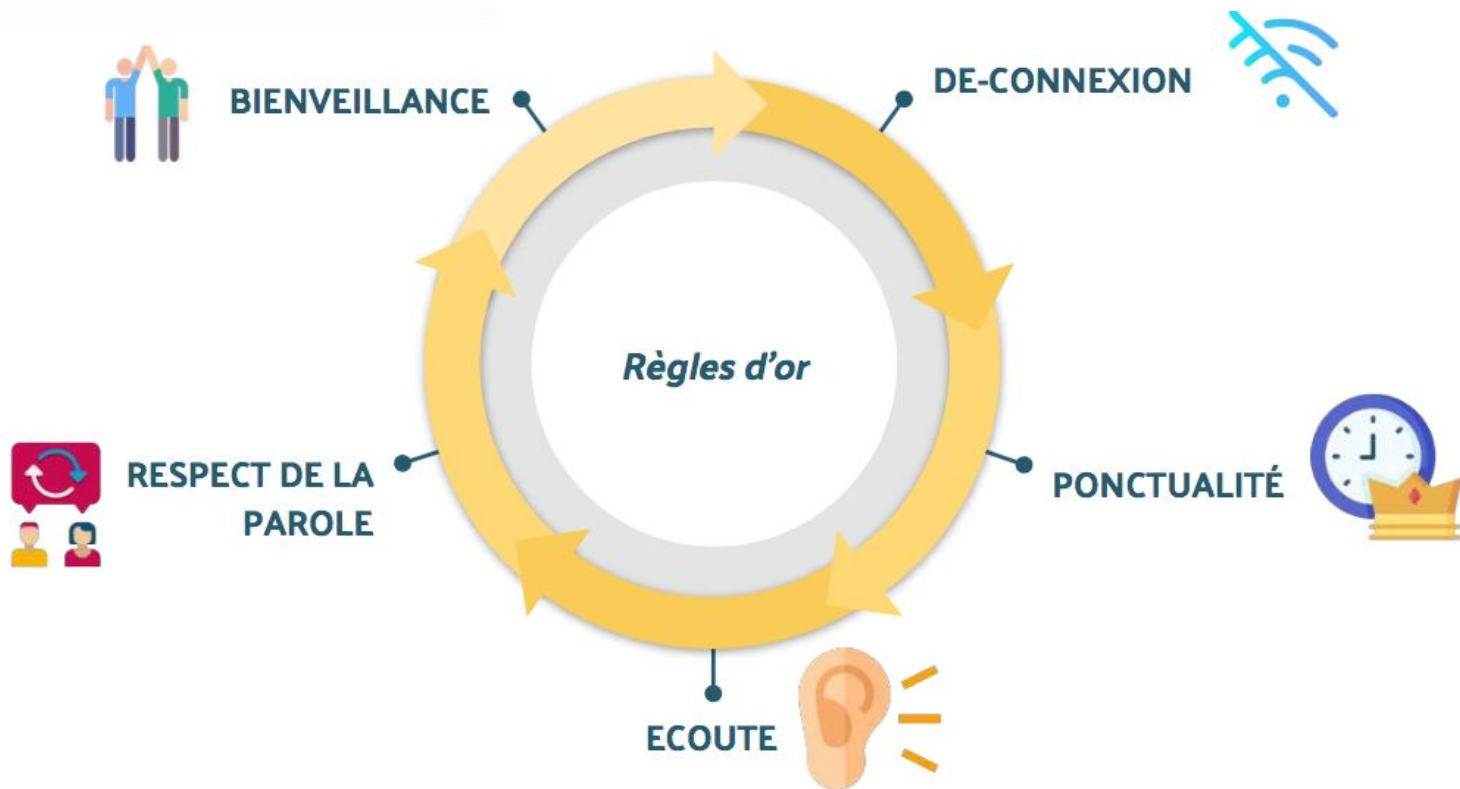 BIENVEILLANCE
DE-CONNEXION
Règles d'or
RESPECT DE LA
PAROLE
PONCTUALITÉ
ECOUTE